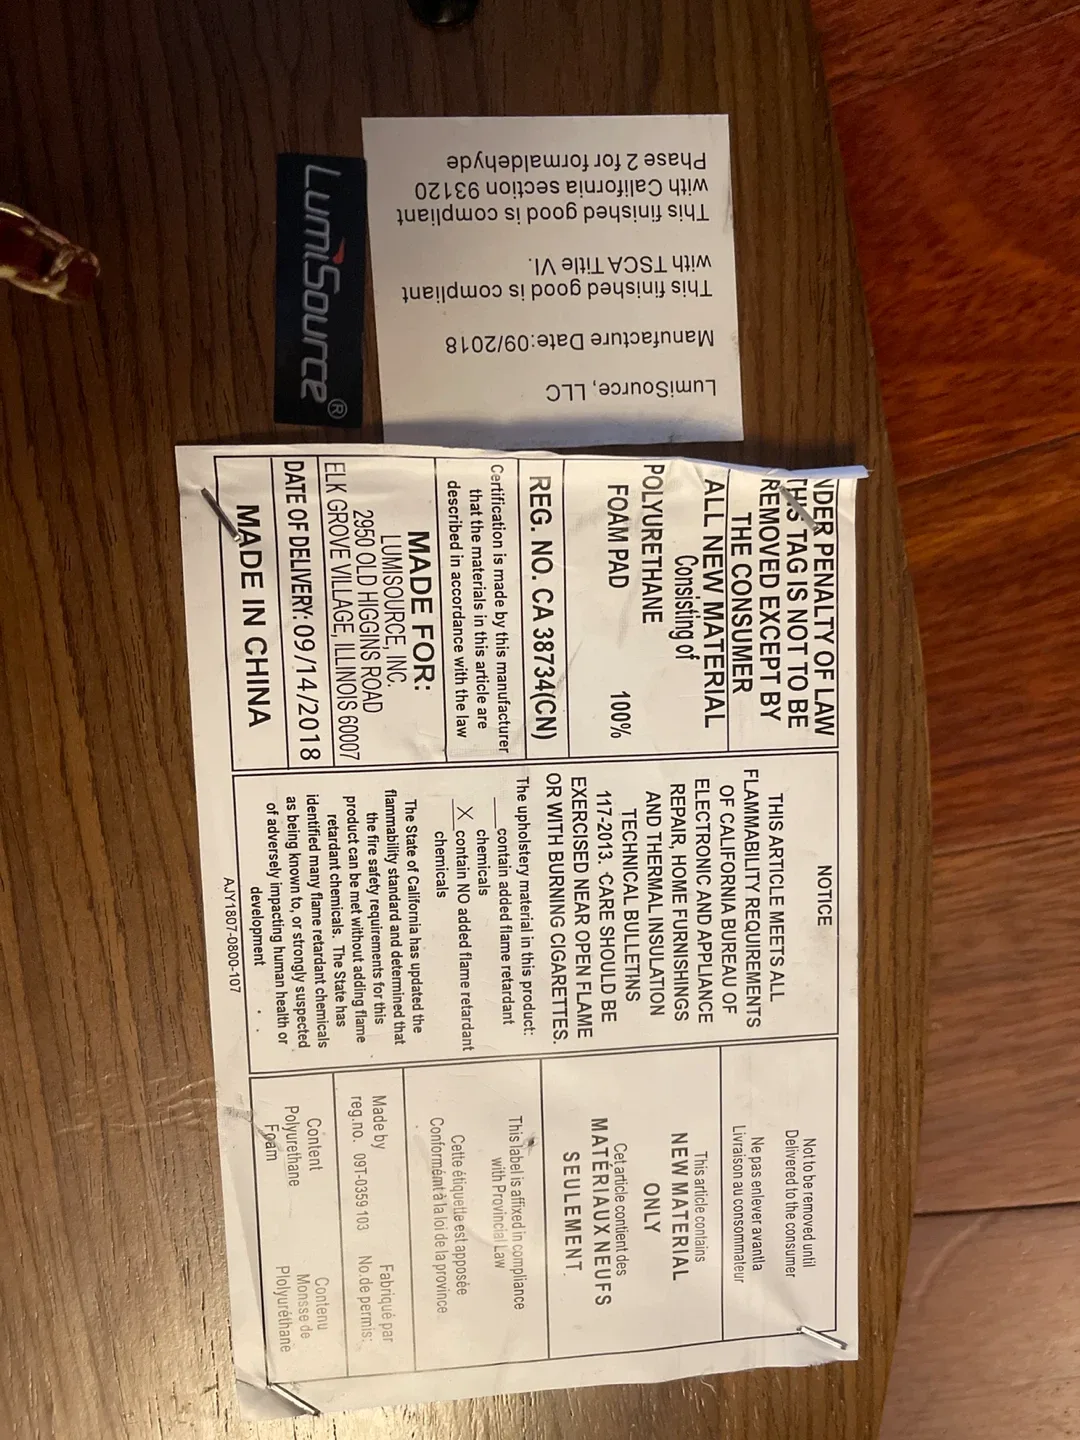 LumiSource®
LumiSource, LLC
Manufacture Date:09/2018
This finished good is compliant
with TSCA Title VI.
This finished good is compliant
with California section 93120
Phase 2 for formaldehyde
NDER PENALTY OF LAW
THIS TAG IS NOT TO BE
REMOVED EXCEPT BY
THE CONSUMER
ALL NEW MATERIAL
Consisting of
POLYURETHANE
FOAM PAD 100%
REG. NO. CA 38734(CN)
Certification is made by this manufacturer
that the materials in this article are
described in accordance with the law
MADE FOR:
LUMISOURCE, INC.
2950 OLD HIGGINS ROAD
ELK GROVE VILLAGE, ILLINOIS 60007
DATE OF DELIVERY: 09/14/2018
MADE IN CHINA
NOTICE
THIS ARTICLE MEETS ALL
FLAMMABILITY REQUIREMENTS
OF CALIFORNIA BUREAU OF
ELECTRONIC AND APPLIANCE
REPAIR, HOME FURNISHINGS
AND THERMAL INSULATION
TECHNICAL BULLETINS
117-2013. CARE SHOULD BE
EXERCISED NEAR OPEN FLAME
OR WITH BURNING CIGARETTES.
The upholstery material in this product:
___contain added flame retardant
chemicals
_X_contain NO added flame retardant
chemicals
The State of California has updated the
flammability standard and determined that
the fire safety requirements for this
product can be met without adding flame
retardant chemicals. The State has
identified many flame retardant chemicals
as being known to, or strongly suspected
of adversely impacting human health or
development
AJY1807-0800-107
Not to be removed until
Delivered to the consumer
Ne pas enlever avantla
Livraison au consommateur
This article contains
NEW MATERIAL
ONLY
Cet article contient des
MATÉRIAUX NEUFS
SEULEMENT.
This label is affixed in compliance
with Provincial Law
Cette étiquette est apposée
Conformémt à la loi de la province
Made by Fabriqué par
reg.no. 09T-0359 103 No.de permis:
Content Contenu
Polyurethane Monsse de
Foam Plolyuréthane